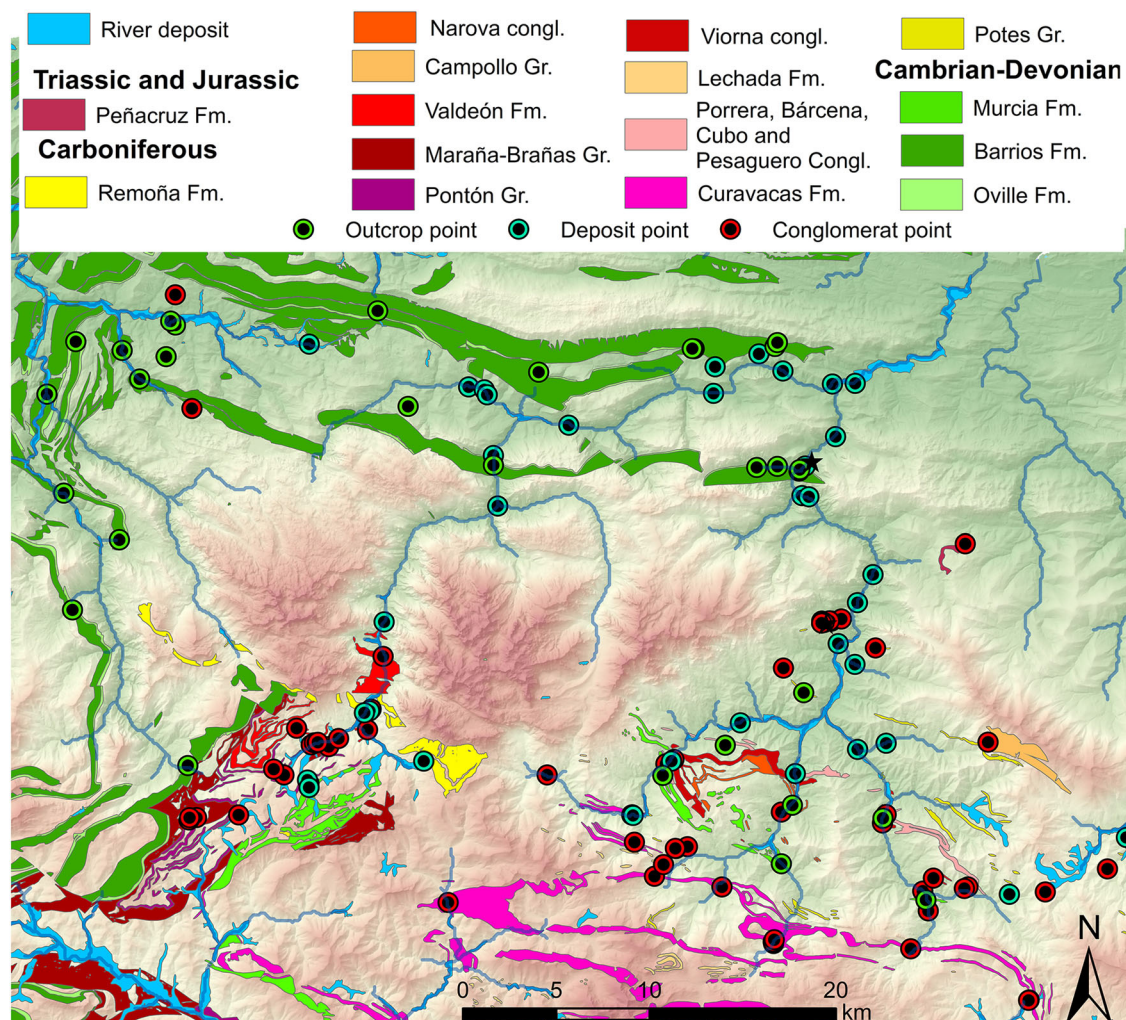 River deposit
Triassic and Jurassic
Peñacruz Fm.
Carboniferous
Remoña Fm.
Narova congl.
Campollo Gr.
Valdeón Fm.
Maraña-Brañas Gr.
Pontón Gr.
Viorna congl.
Lechada Fm.
Porrera, Bárcena,
Cubo and
Pesaguero Congl.
Curavacas Fm.
Potes Gr.
Cambrian-Devonian
Murcia Fm.
Barrios Fm.
Oville Fm.
Outcrop point
Deposit point
Conglomerat point
N
0 5 10 20
km